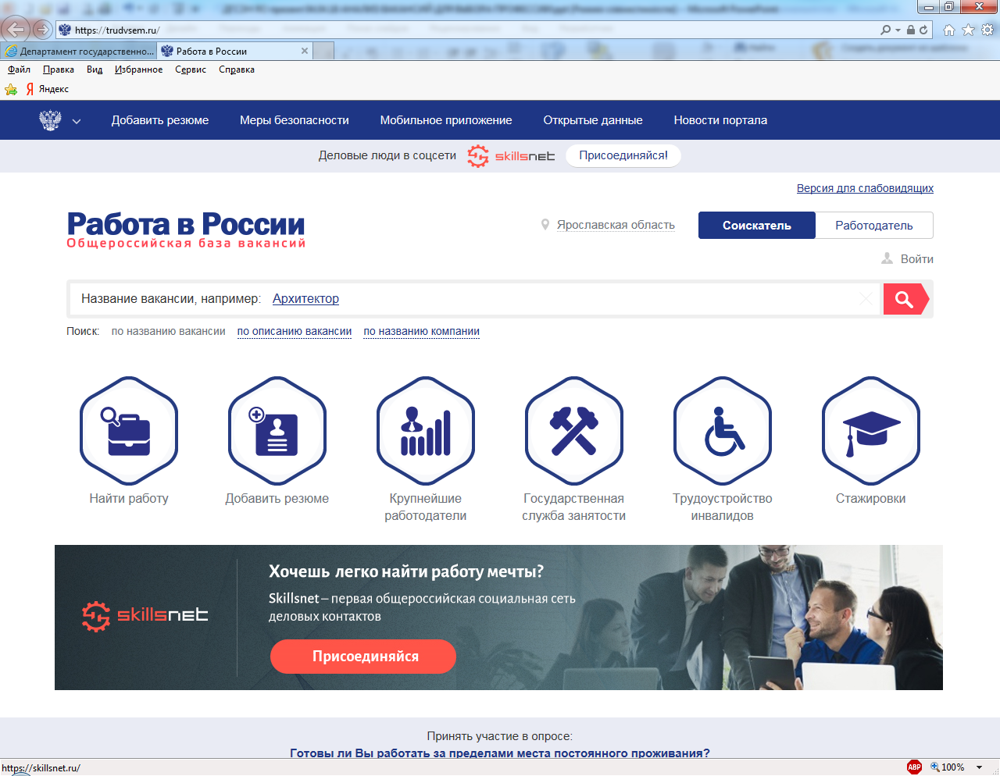 https://trudvsem.ru/
Департамент государственно...
Работа в России
Файл Правка Вид Избранное Сервис Справка
Яндекс
Добавить резюме Меры безопасности Мобильное приложение Открытые данные Новости портала
Деловые люди в соцсети skillsnet Присоединяйся!
Версия для слабовидящих
Работа в России
Общероссийская база вакансий
Ярославская область
Соискатель Работодатель
Войти
Название вакансии, например: Архитектор
Поиск: по названию вакансии по описанию вакансии по названию компании
Найти работу
Добавить резюме
Крупнейшие
работодатели
Государственная
служба занятости
Трудоустройство
инвалидов
Стажировки
skillsnet
Хочешь легко найти работу мечты?
Skillsnet – первая общероссийская социальная сеть
деловых контактов
Присоединяйся
Принять участие в опросе:
Готовы ли Вы работать за пределами места постоянного проживания?
https://skillsnet.ru/
ABP 100%